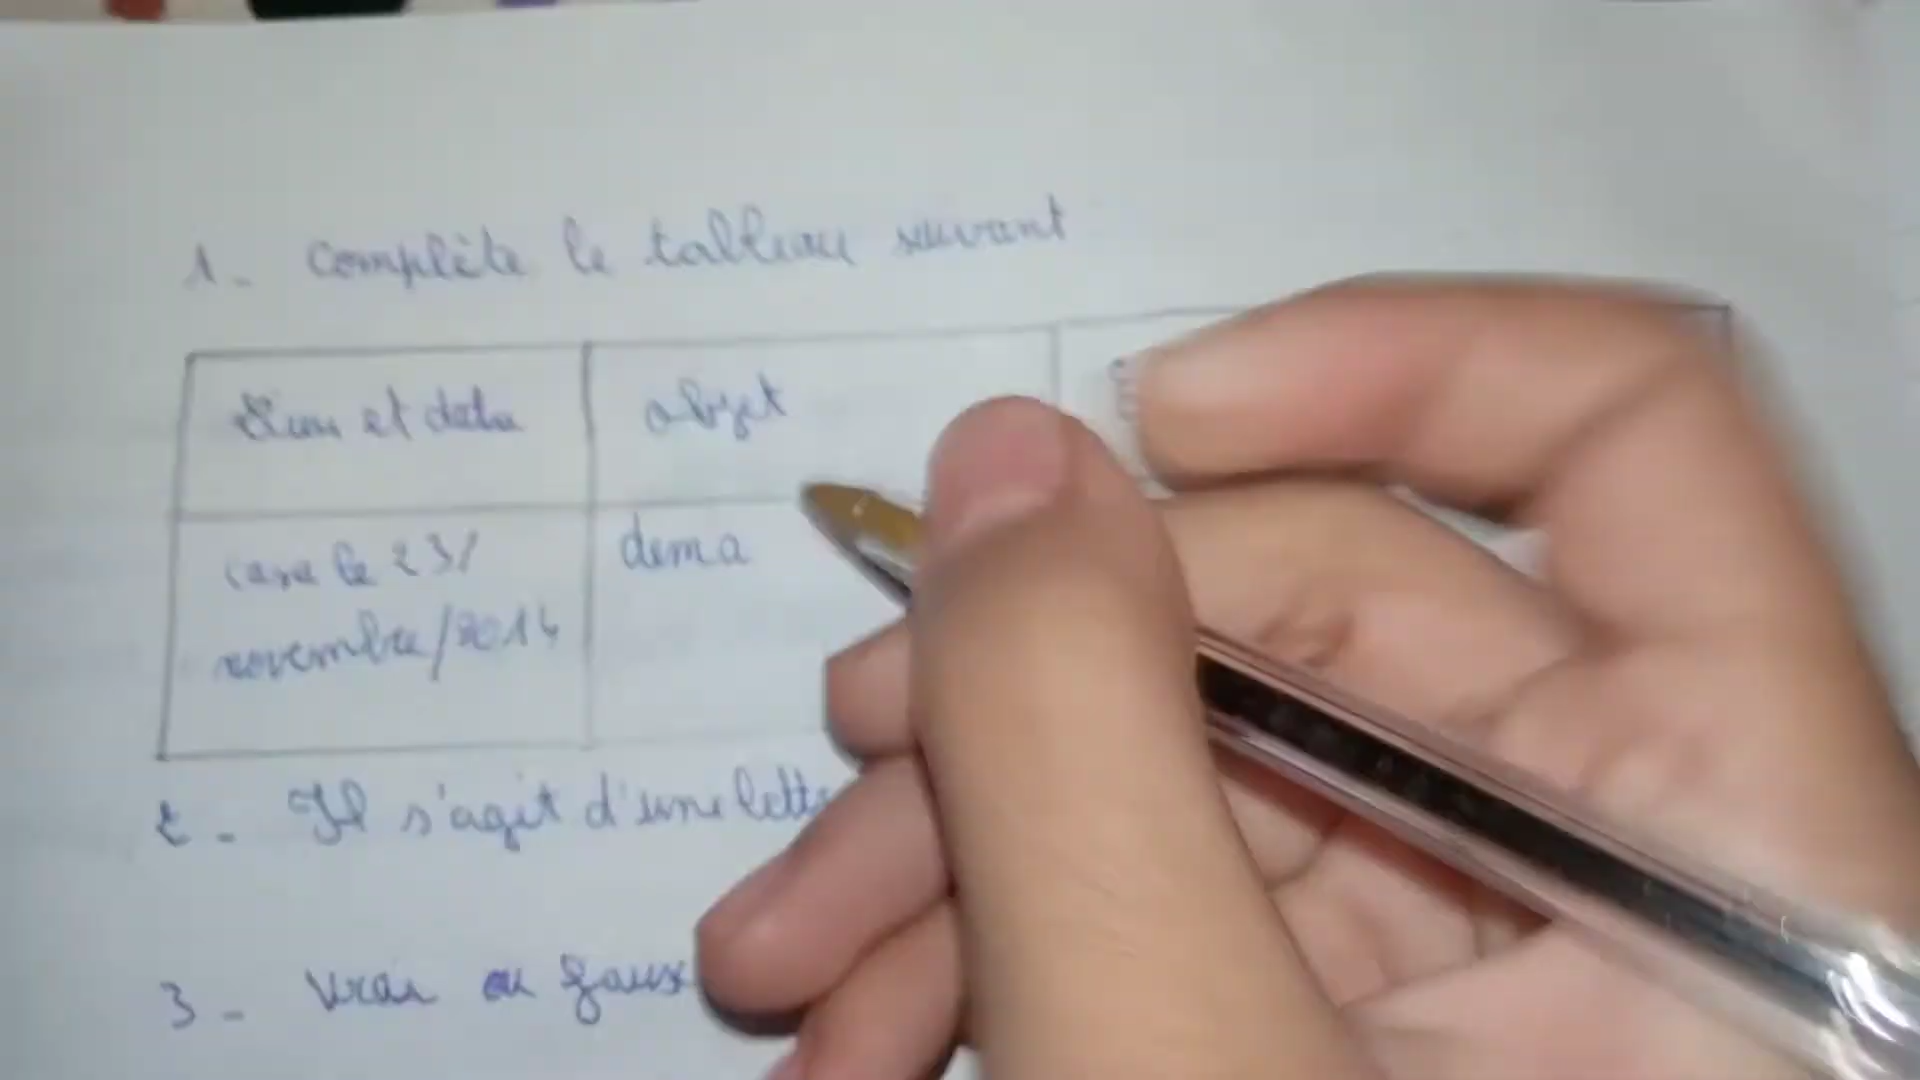 1. Complète le tableau suivant
Lieu et date
objet
casa le 23/
novembre/2014
dema
2. Il s'agit d'une lett
3. vrai ou faux